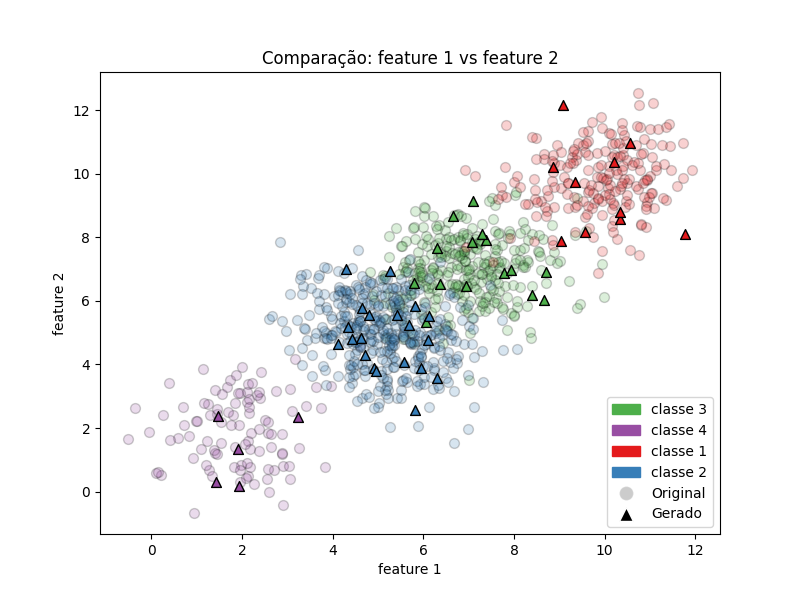 Comparação: feature 1 vs feature 2
12
10
8
6
4
2
0
feature 2
0 2 4 6 8 10 12
feature 1
classe 3
classe 4
classe 1
classe 2
Original
Gerado